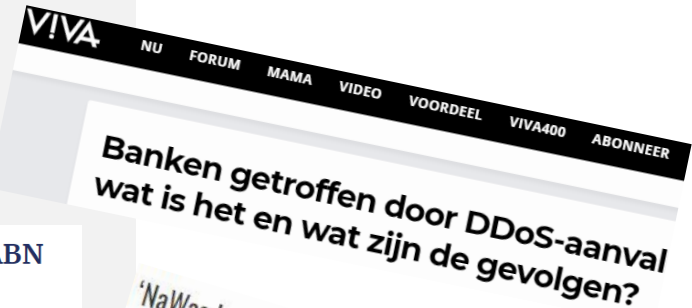 V!VA NU FORUM MAMA VIDEO VOORDEEL VIVA400 ABONNEER
Banken getroffen door DDoS-aanval
wat is het en wat zijn de gevolgen?
ABN